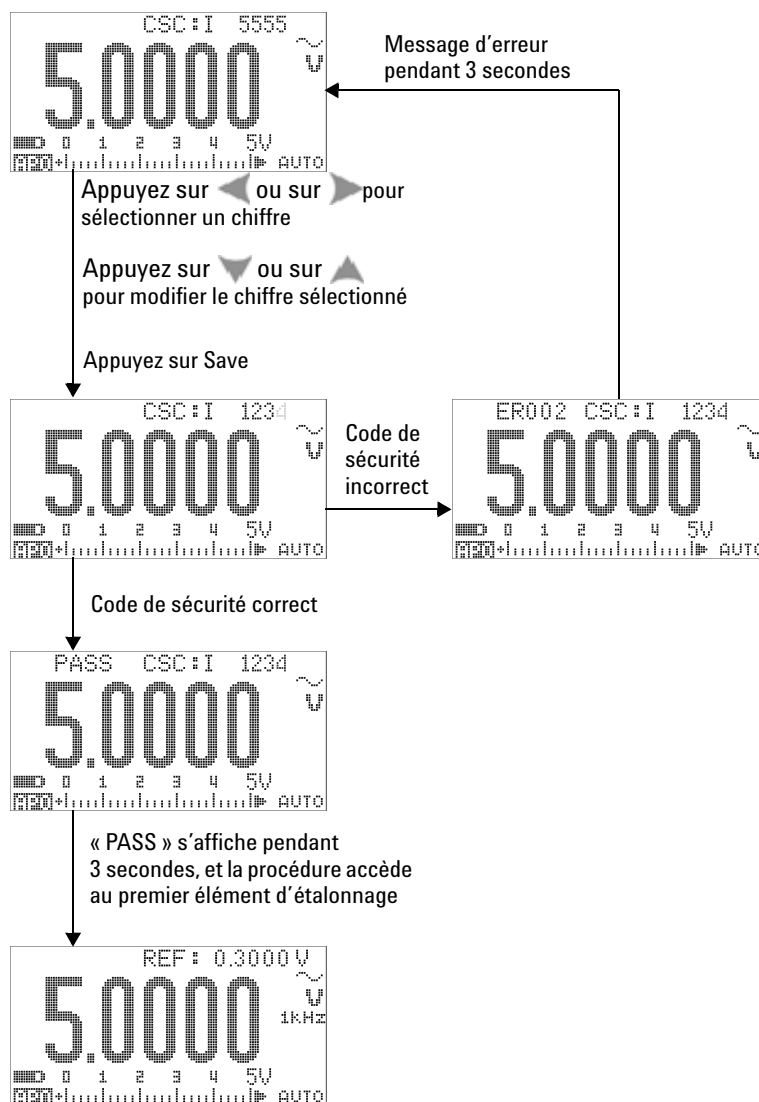 CSC:I 5555
5.0000
0 1 2 3 4 5V
APO AUTO
Message d'erreur
pendant 3 secondes
Appuyez sur ou sur pour
sélectionner un chiffre
Appuyez sur ou sur
pour modifier le chiffre sélectionné
Appuyez sur Save
CSC:I 1234
5.0000
0 1 2 3 4 5V
APO AUTO
Code de
sécurité
incorrect
ER002 CSC:I 1234
5.0000
0 1 2 3 4 5V
APO AUTO
Code de sécurité correct
PASS CSC:I 1234
5.0000
0 1 2 3 4 5V
APO AUTO
« PASS » s'affiche pendant
3 secondes, et la procédure accède
au premier élément d'étalonnage
REF: 0.3000 V
5.0000
V
1kHz
0 1 2 3 4 5V
APO AUTO